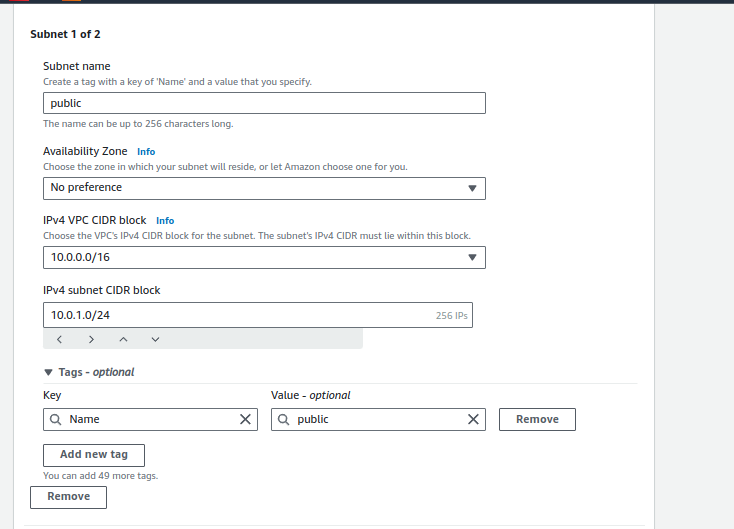 Subnet 1 of 2
Subnet name
Create a tag with a key of 'Name' and a value that you specify.
public
The name can be up to 256 characters long.
Availability Zone Info
Choose the zone in which your subnet will reside, or let Amazon choose one for you.
No preference
IPv4 VPC CIDR block Info
Choose the VPC's IPv4 CIDR block for the subnet. The subnet's IPv4 CIDR must lie within this block.
10.0.0.0/16
IPv4 subnet CIDR block
10.0.1.0/24 256 IPs
Tags - optional
Key Value - optional
Name public Remove
Add new tag
You can add 49 more tags.
Remove